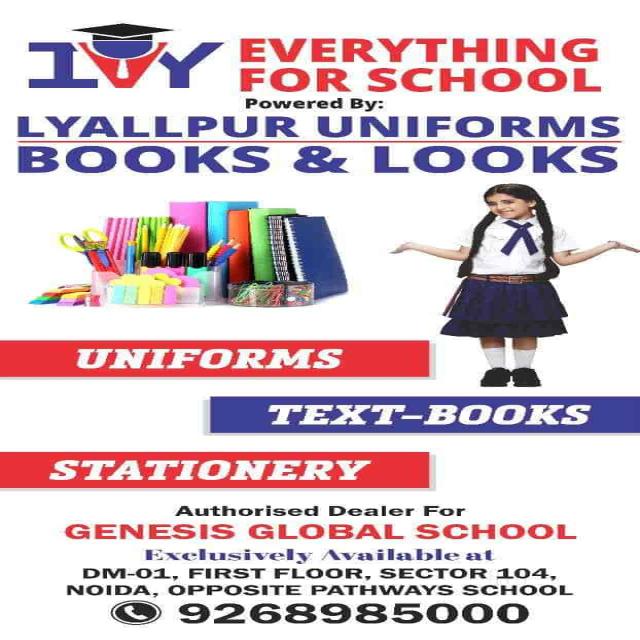 IVY EVERYTHING
FOR SCHOOL
Powered By:
LYALLPUR UNIFORMS
BOOKS & LOOKS
UNIFORMS
TEXT-BOOKS
STATIONERY
Authorised Dealer For
GENESIS GLOBAL SCHOOL
Exclusively Available at
DM-01, FIRST FLOOR, SECTOR 104,
NOIDA, OPPOSITE PATHWAYS SCHOOL
9268985000